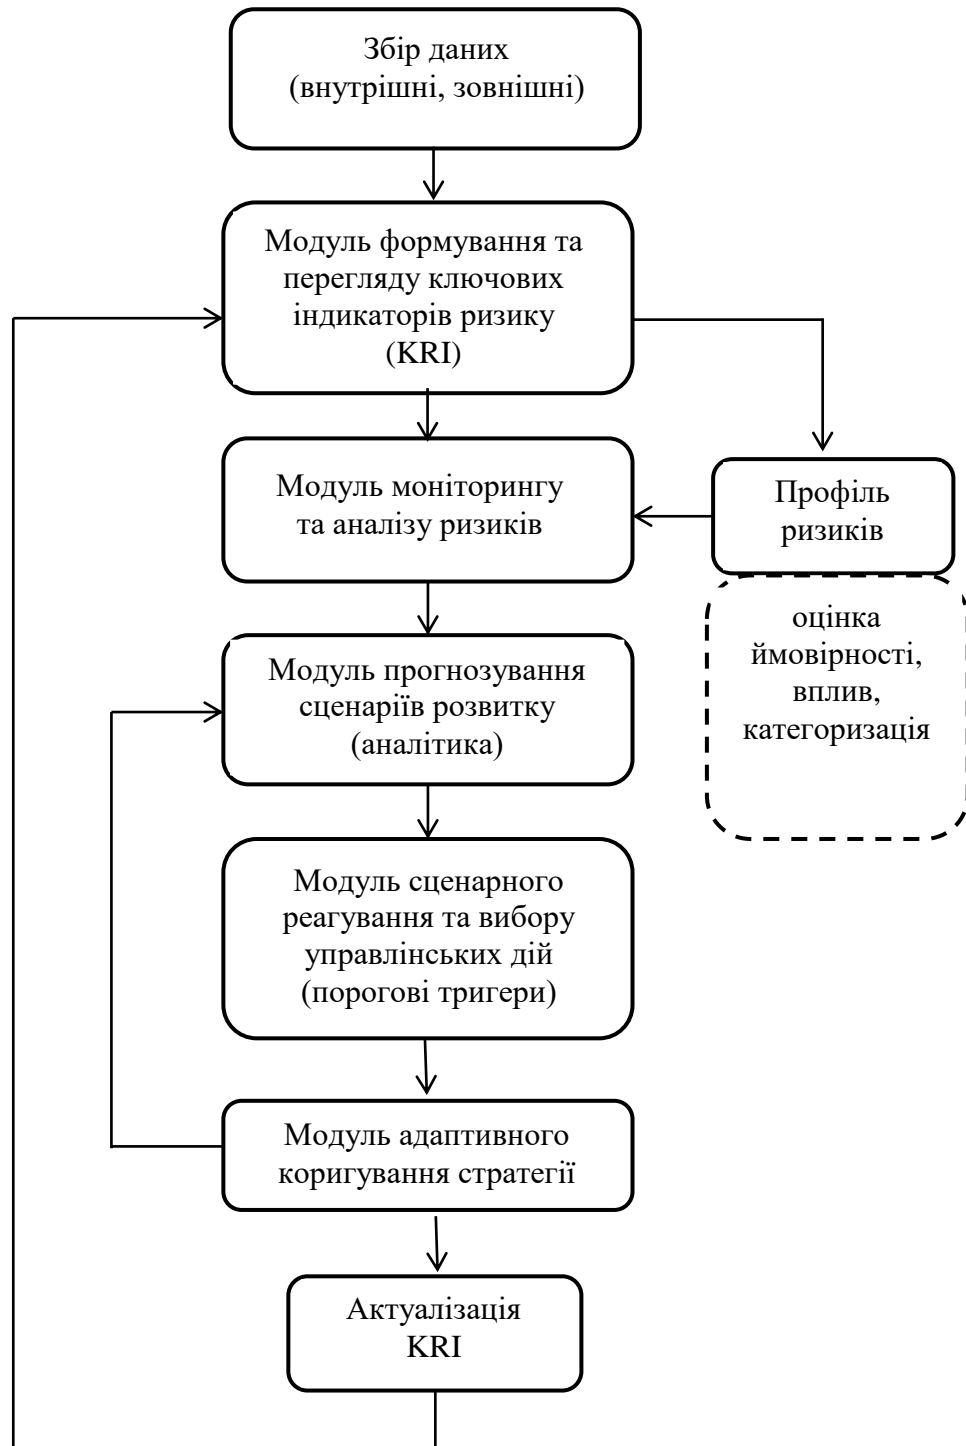 Збір даних
(внутрішні, зовнішні)
Модуль формування та
перегляду ключових
індикаторів ризику
(KRI)
Модуль моніторингу
та аналізу ризиків
Профіль
ризиків
оцінка
ймовірності,
вплив,
категоризація
Модуль прогнозування
сценаріїв розвитку
(аналітика)
Модуль сценарного
реагування та вибору
управлінських дій
(порогові тригери)
Модуль адаптивного
коригування стратегії
Актуалізація
KRI